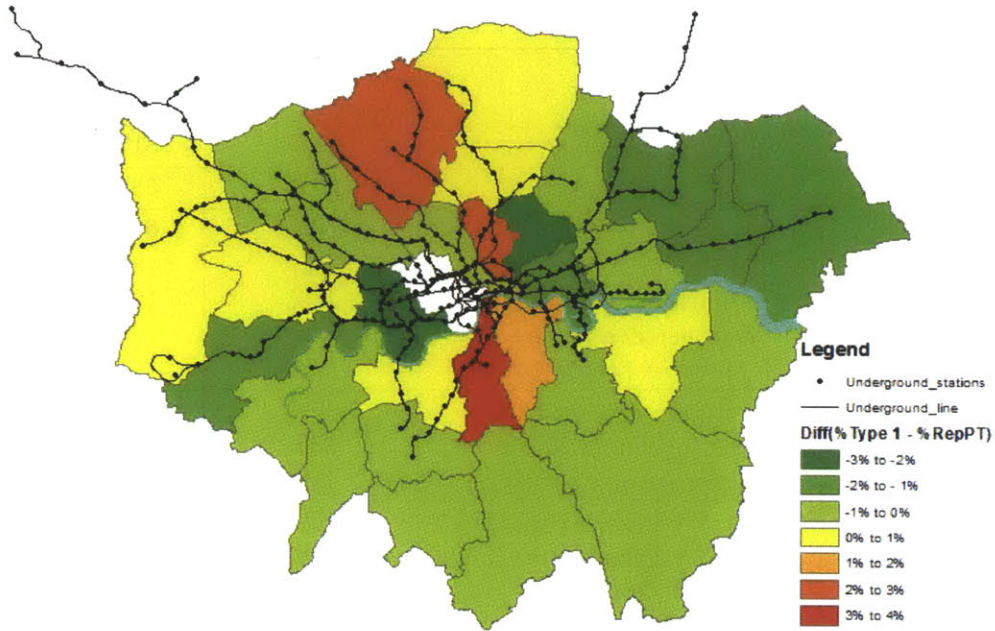 Legend
Underground_stations
Underground_line
Diff(% Type 1 - % RepPT)
-3% to -2%
-2% to - 1%
-1% to 0%
0% to 1%
1% to 2%
2% to 3%
3% to 4%